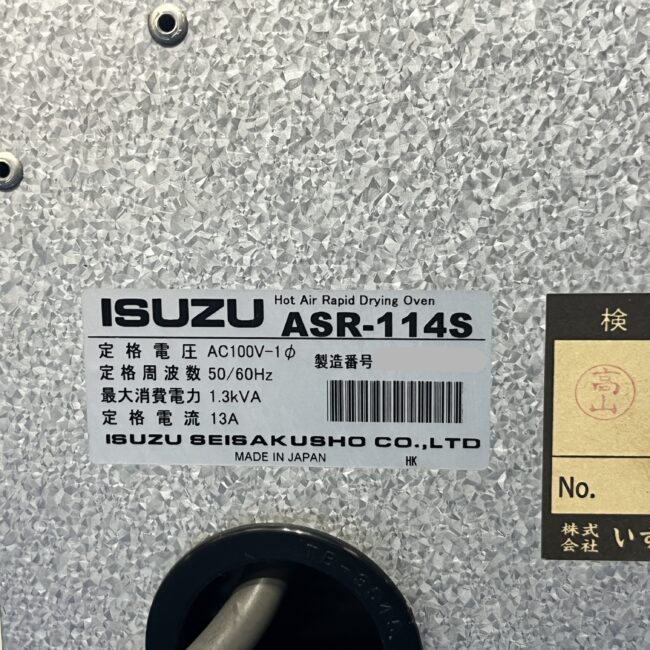 ISUZU Hot Air Rapid Drying Oven
ASR-114S
定格電圧 AC100V-1φ
定格周波数 50/60Hz
最大消費電力 1.3kVA
定格電流 13A
製造番号
ISUZU SEISAKUSHO CO.,LTD
MADE IN JAPAN
HK
検
高山
No.
株式会社 いす